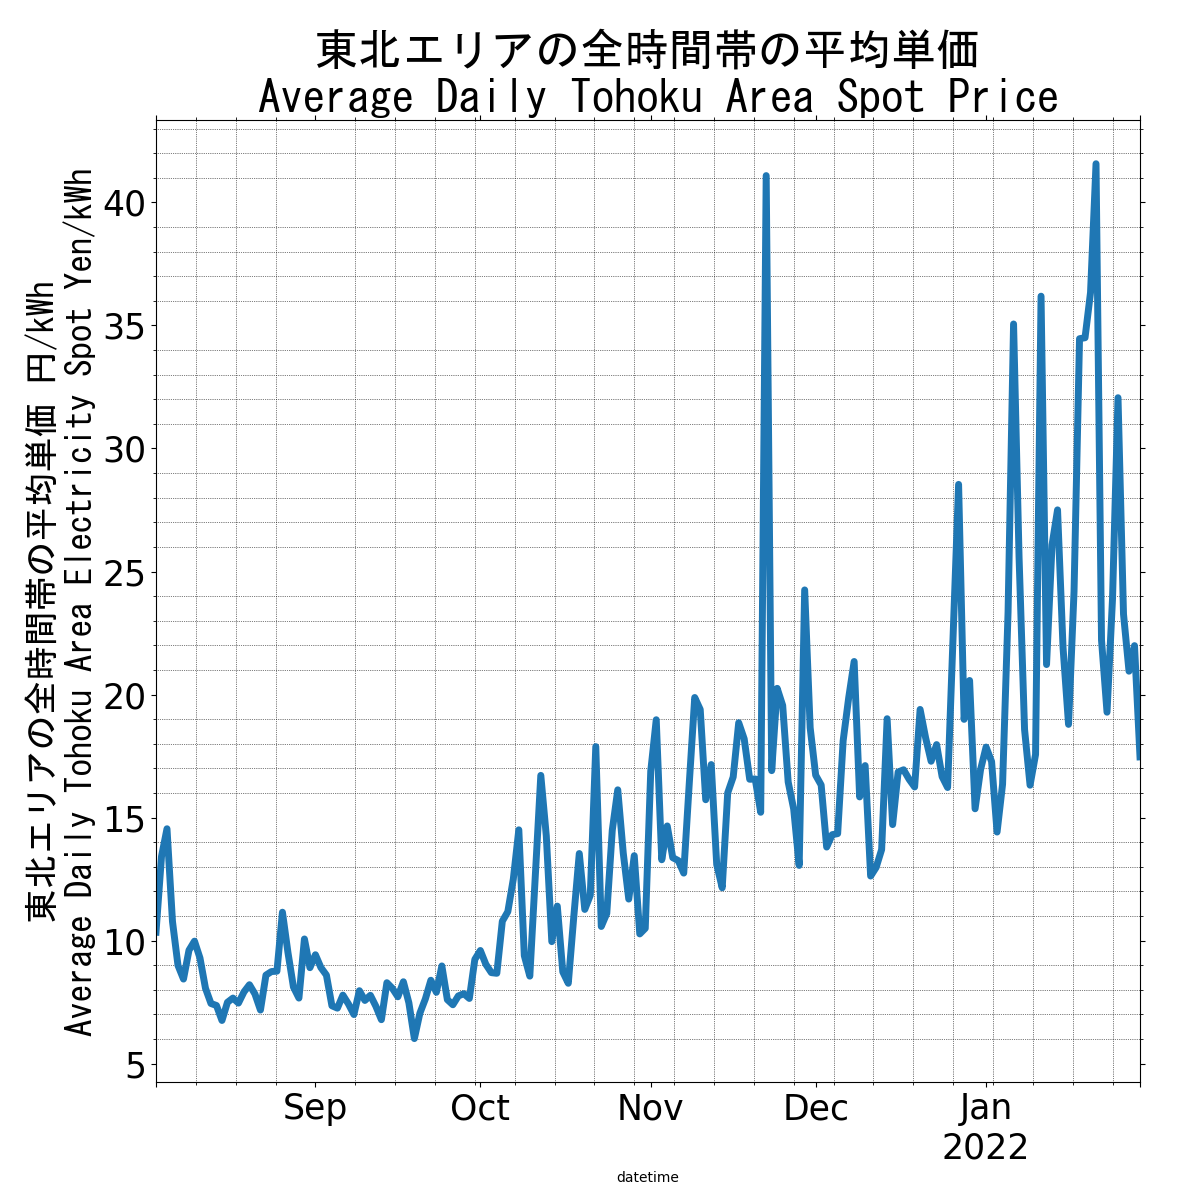 東北エリアの全時間帯の平均単価
Average Daily Tohoku Area Spot Price
東北エリアの全時間帯の平均単価 円/kWh
Average Daily Tohoku Area Electricity Spot Yen/kWh
40
35
30
25
20
15
10
5
Sep
Oct
Nov
Dec
Jan
2022
datetime